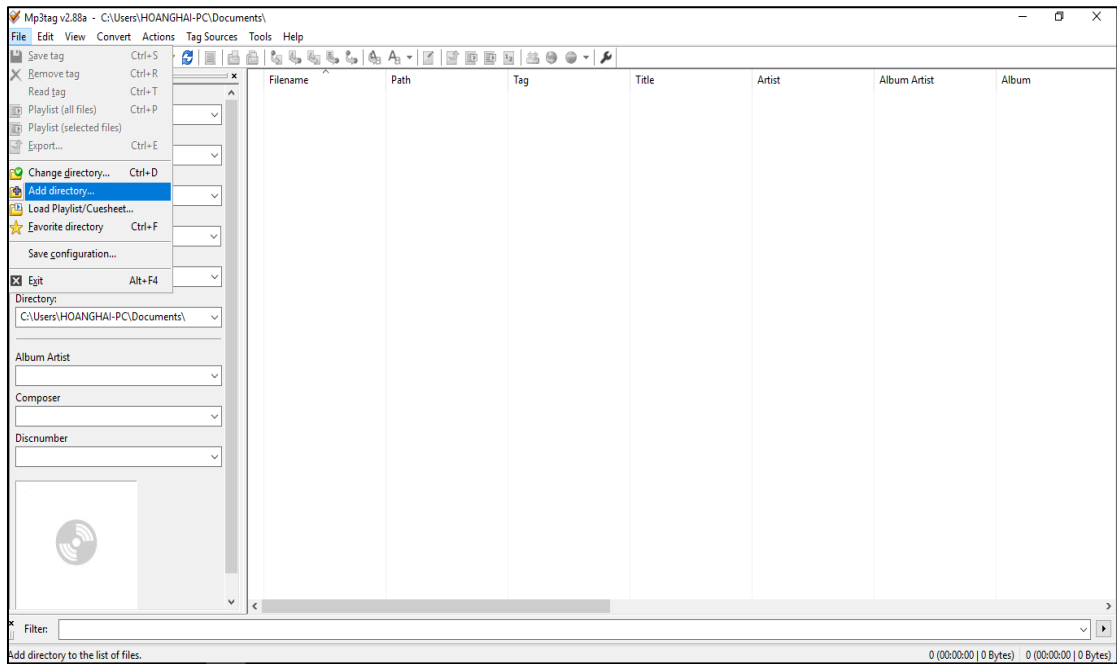 Mp3tag v2.88a - C:\Users\HOANGHAI-PC\Documents\
File Edit View Convert Actions Tag Sources Tools Help
Save tag Ctrl+S
Remove tag Ctrl+R
Read tag Ctrl+T
Playlist (all files) Ctrl+P
Playlist (selected files)
Export... Ctrl+E
Change directory... Ctrl+D
Add directory...
Load Playlist/Cuesheet...
Favorite directory Ctrl+F
Save configuration...
Exit Alt+F4
Directory:
C:\Users\HOANGHAI-PC\Documents\
Album Artist
Composer
Discnumber
Filename Path Tag Title Artist Album Artist Album
Filter:
Add directory to the list of files. 0 (00:00:00 | 0 Bytes) 0 (00:00:00 | 0 Bytes)